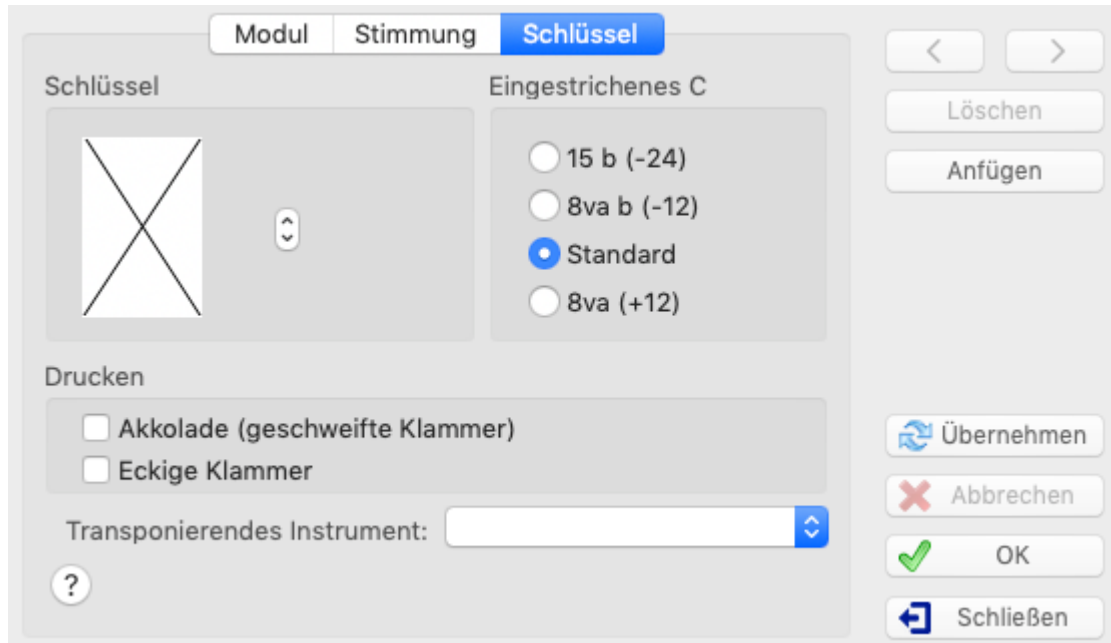 Modul Stimmung Schlüssel
Schlüssel
Eingestrichenes C
15 b (-24)
8va b (-12)
Standard
8va (+12)
Drucken
Akkolade (geschweifte Klammer)
Eckige Klammer
Transponierendes Instrument:
?
< >
Löschen
Anfügen
Übernehmen
Abbrechen
OK
Schließen